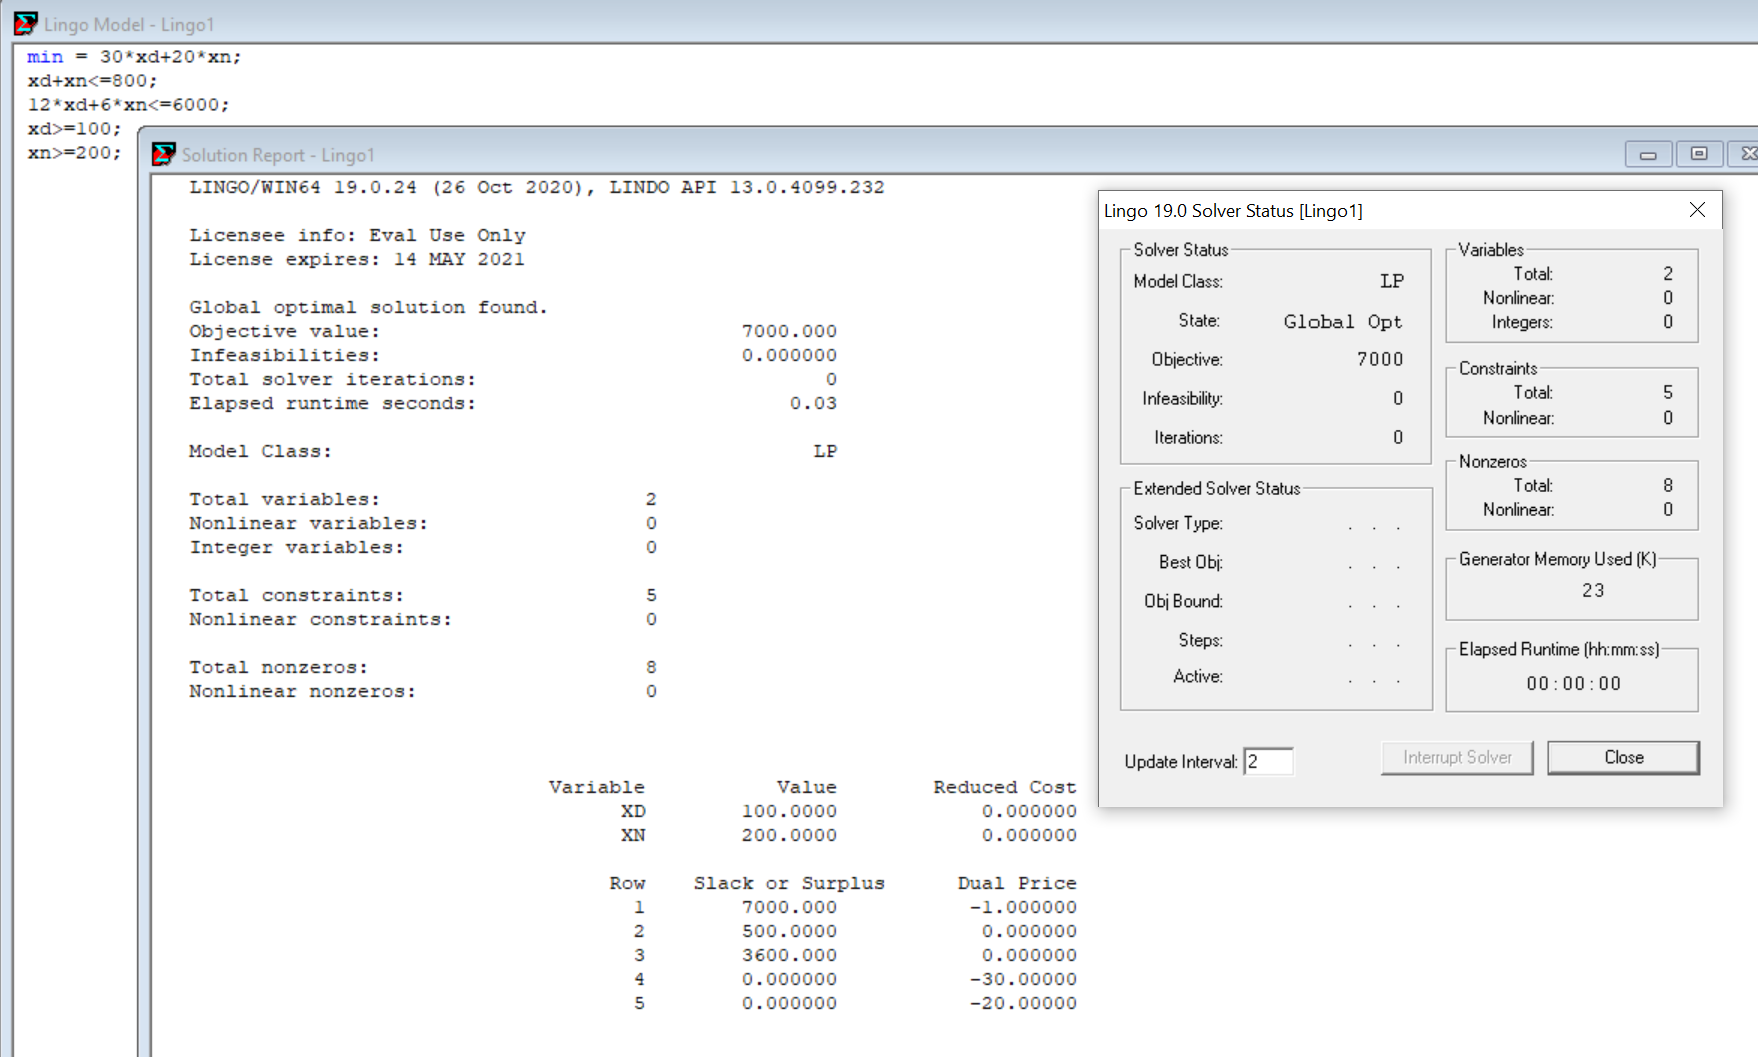 Lingo Model - Lingo1
min = 30*xd+20*xn;
xd+xn<=800;
12*xd+6*xn<=6000;
xd>=100;
xn>=200;
Solution Report - Lingo1
LINGO/WIN64 19.0.24 (26 Oct 2020), LINDO API 13.0.4099.232
Licensee info: Eval Use Only
License expires: 14 MAY 2021
Global optimal solution found.
Objective value: 7000.000
Infeasibilities: 0.000000
Total solver iterations: 0
Elapsed runtime seconds: 0.03
Model Class: LP
Total variables: 2
Nonlinear variables: 0
Integer variables: 0
Total constraints: 5
Nonlinear constraints: 0
Total nonzeros: 8
Nonlinear nonzeros: 0
Variable Value Reduced Cost
XD 100.0000 0.000000
XN 200.0000 0.000000
Row Slack or Surplus Dual Price
1 7000.000 -1.000000
2 500.0000 0.000000
3 3600.000 0.000000
4 0.000000 -30.00000
5 0.000000 -20.00000
Lingo 19.0 Solver Status [Lingo1]
Solver Status
Model Class: LP
State: Global Opt
Objective: 7000
Infeasibility: 0
Iterations: 0
Extended Solver Status
Solver Type: . . .
Best Obj: . . .
Obj Bound: . . .
Steps: . . .
Active: . . .
Variables
Total: 2
Nonlinear: 0
Integers: 0
Constraints
Total: 5
Nonlinear: 0
Nonzeros
Total: 8
Nonlinear: 0
Generator Memory Used (K)
23
Elapsed Runtime (hh:mm:ss)
00:00:00
Update Interval: 2
Interrupt Solver
Close